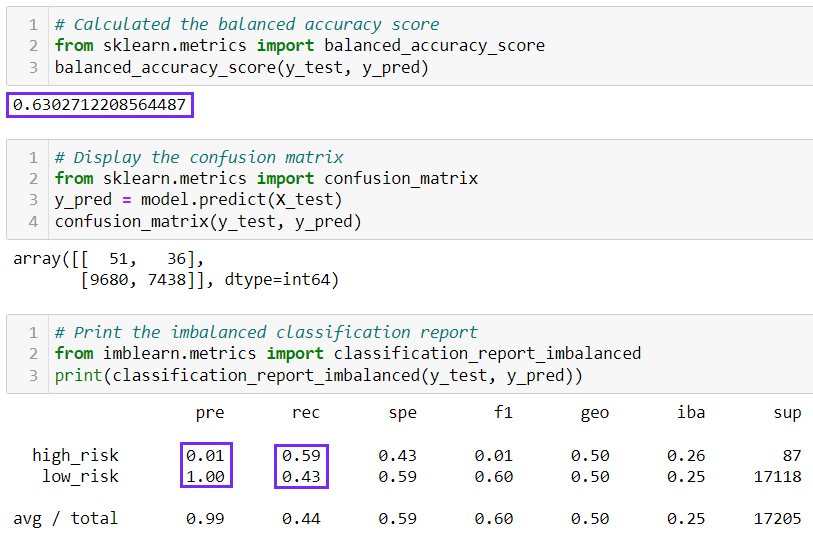 1 # Calculated the balanced accuracy score
2 from sklearn.metrics import balanced_accuracy_score
3 balanced_accuracy_score(y_test, y_pred)
0.6302712208564487
1 # Display the confusion matrix
2 from sklearn.metrics import confusion_matrix
3 y_pred = model.predict(X_test)
4 confusion_matrix(y_test, y_pred)
array([[  51,   36],
       [9680, 7438]], dtype=int64)
1 # Print the imbalanced classification report
2 from imblearn.metrics import classification_report_imbalanced
3 print(classification_report_imbalanced(y_test, y_pred))
pre rec spe f1 geo iba sup
high_risk 0.01 0.59 0.43 0.01 0.50 0.26 87
low_risk 1.00 0.43 0.59 0.60 0.50 0.25 17118
avg / total 0.99 0.44 0.59 0.60 0.50 0.25 17205